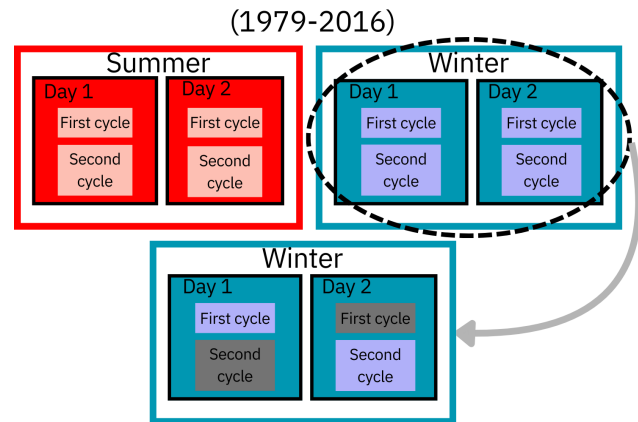 (1979-2016)
Summer
Day 1
First cycle
Second
cycle
Day 2
First cycle
Second
cycle
Winter
Day 1
First cycle
Second
cycle
Day 2
First cycle
Second
cycle
Winter
Day 1
First cycle
Second
cycle
Day 2
First cycle
Second
cycle